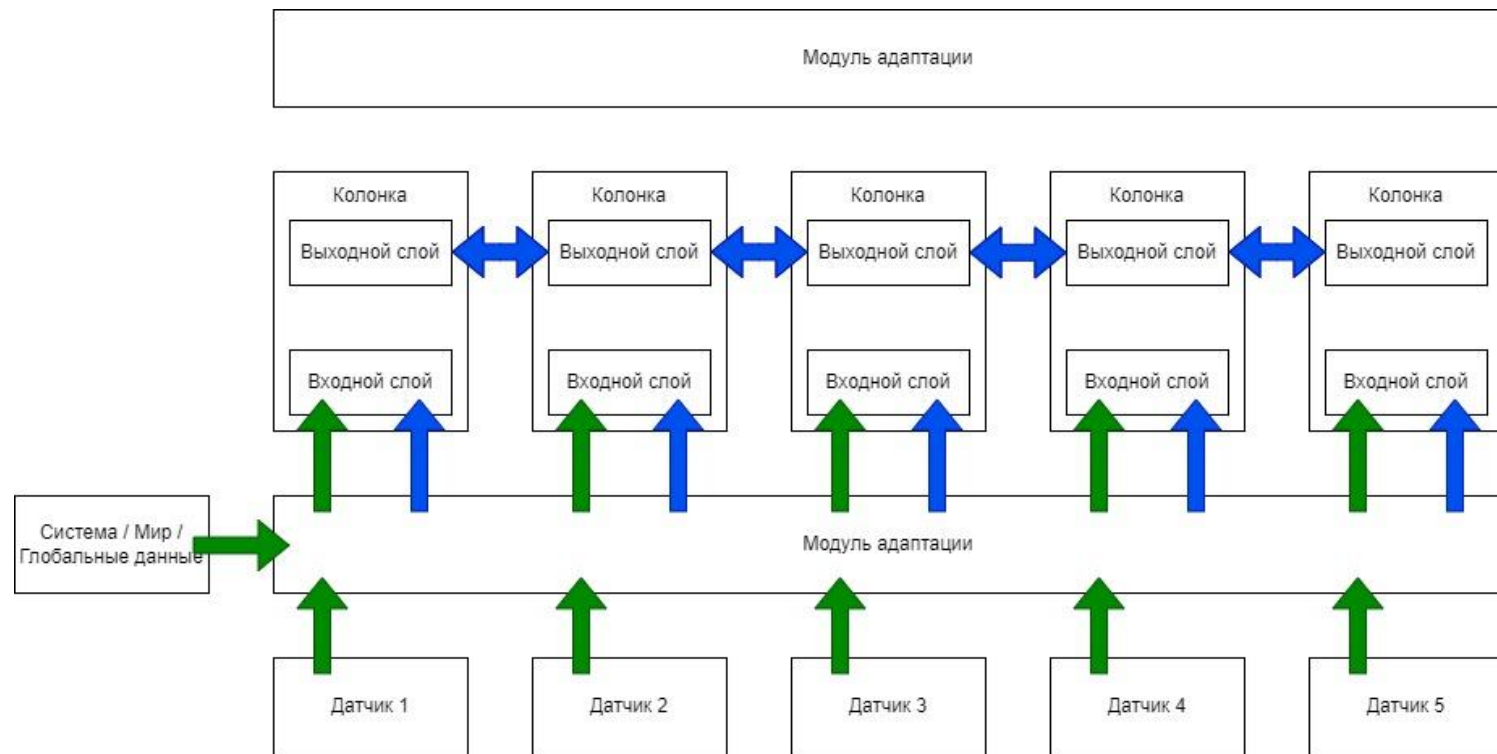 Модуль адаптации
Колонка
Колонка
Колонка
Колонка
Колонка
Выходной слой
Выходной слой
Выходной слой
Выходной слой
Выходной слой
Входной слой
Входной слой
Входной слой
Входной слой
Входной слой
Система / Мир /
Глобальные данные
Модуль адаптации
Датчик 1
Датчик 2
Датчик 3
Датчик 4
Датчик 5